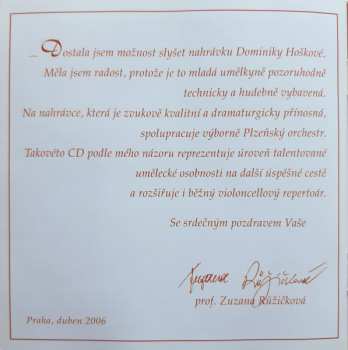 ... Dostala jsem možnost slyšet nahrávku Dominiky Hoškové.
Měla jsem radost, protože je to mladá umělkyně pozoruhodně
technicky a hudebně vybavená.
Na nahrávce, která je zvukově kvalitní a dramaturgicky přínosná,
spolupracuje výborně Plzeňský orchestr.
Takovéto CD podle mého názoru reprezentuje úroveň talentované
umělecké osobnosti na další úspěšné cestě
a rozšiřuje i běžný violoncellový repertoár.
Se srdečným pozdravem Vaše
Zuzana Růžičková
prof. Zuzana Růžičková
Praha, duben 2006